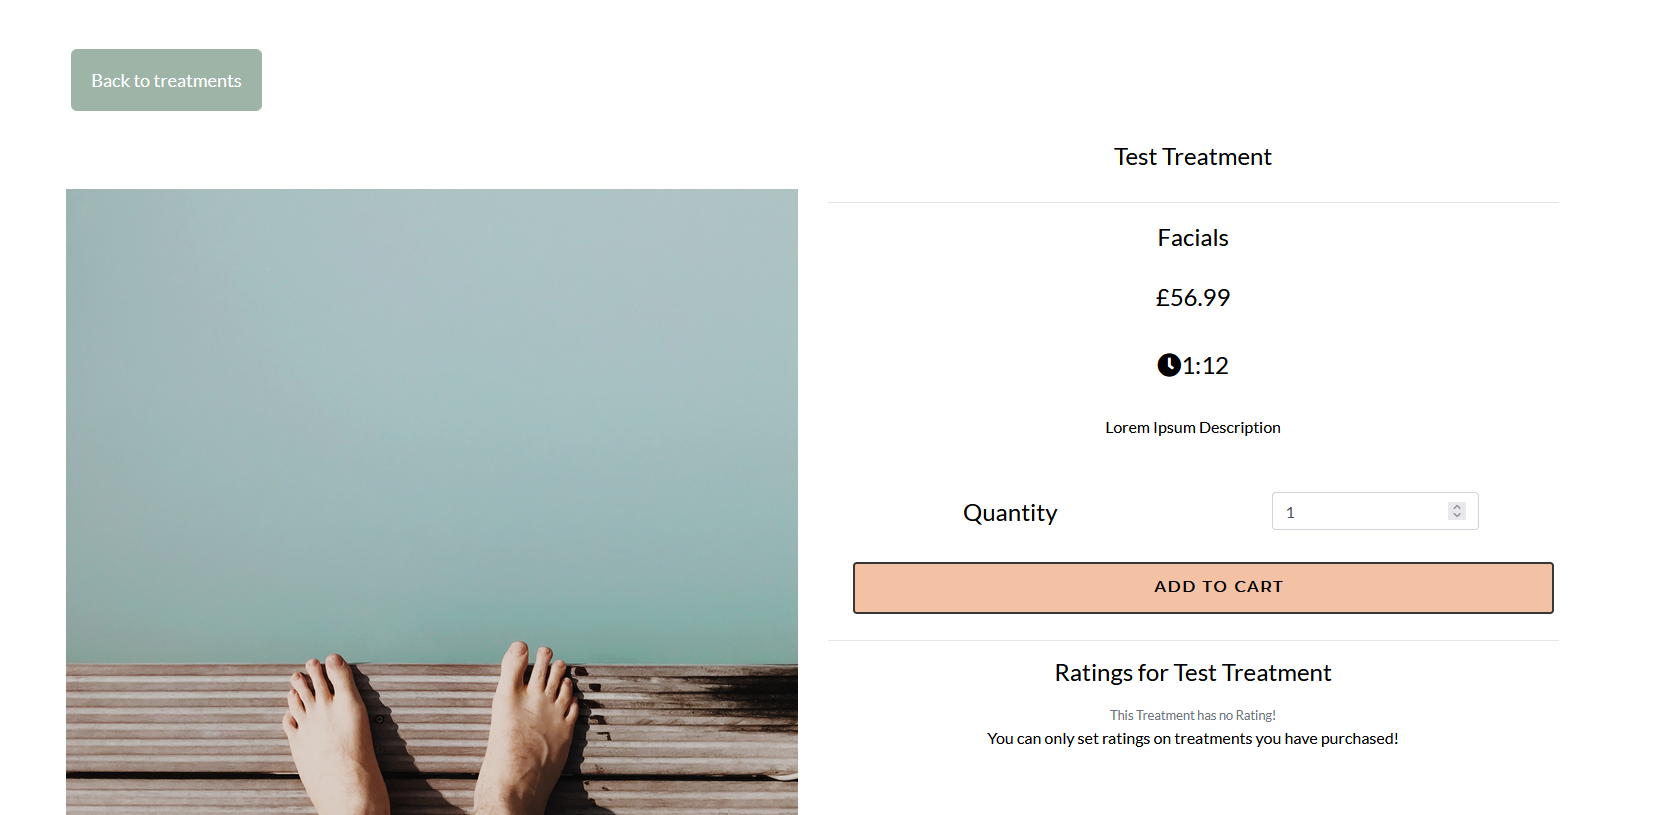 Back to treatments
Test Treatment
Facials
£56.99
1:12
Lorem Ipsum Description
Quantity
1
ADD TO CART
Ratings for Test Treatment
This Treatment has no Rating!
You can only set ratings on treatments you have purchased!